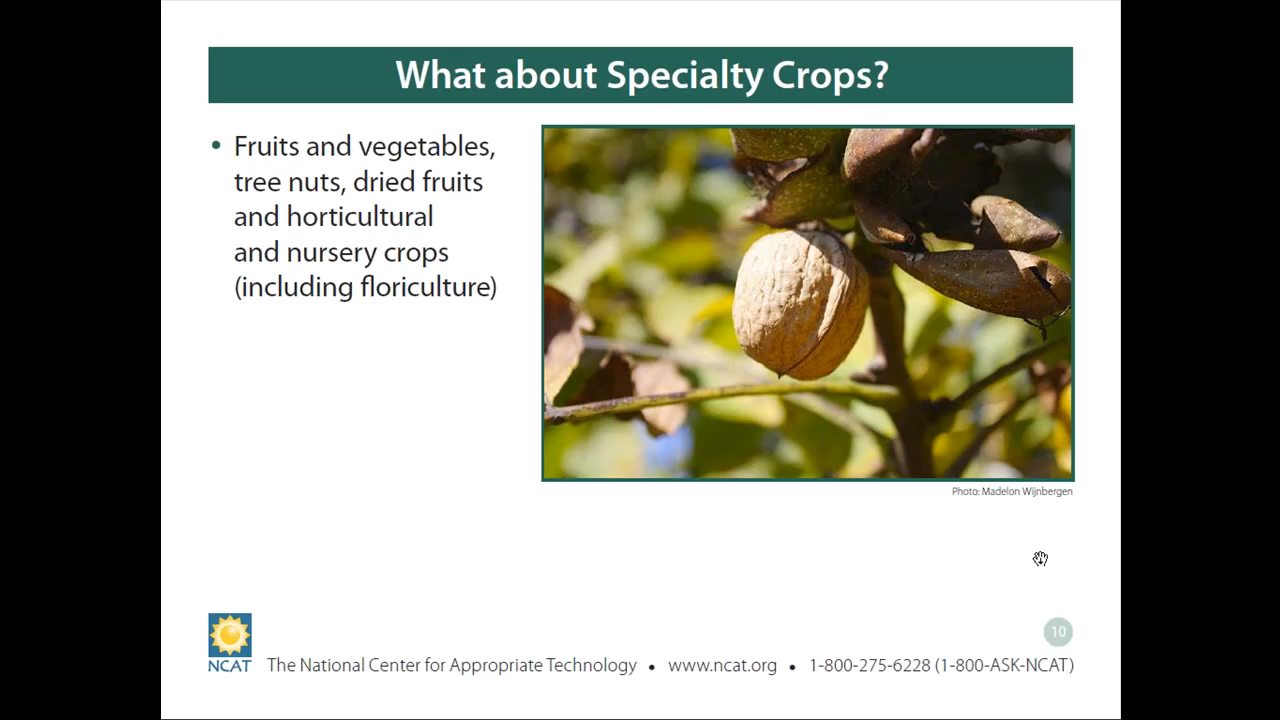 What about Specialty Crops?
• Fruits and vegetables,
tree nuts, dried fruits
and horticultural
and nursery crops
(including floriculture)
Photo: Madelon Wijnbergen
10
NCAT
The National Center for Appropriate Technology • www.ncat.org • 1-800-275-6228 (1-800-ASK-NCAT)